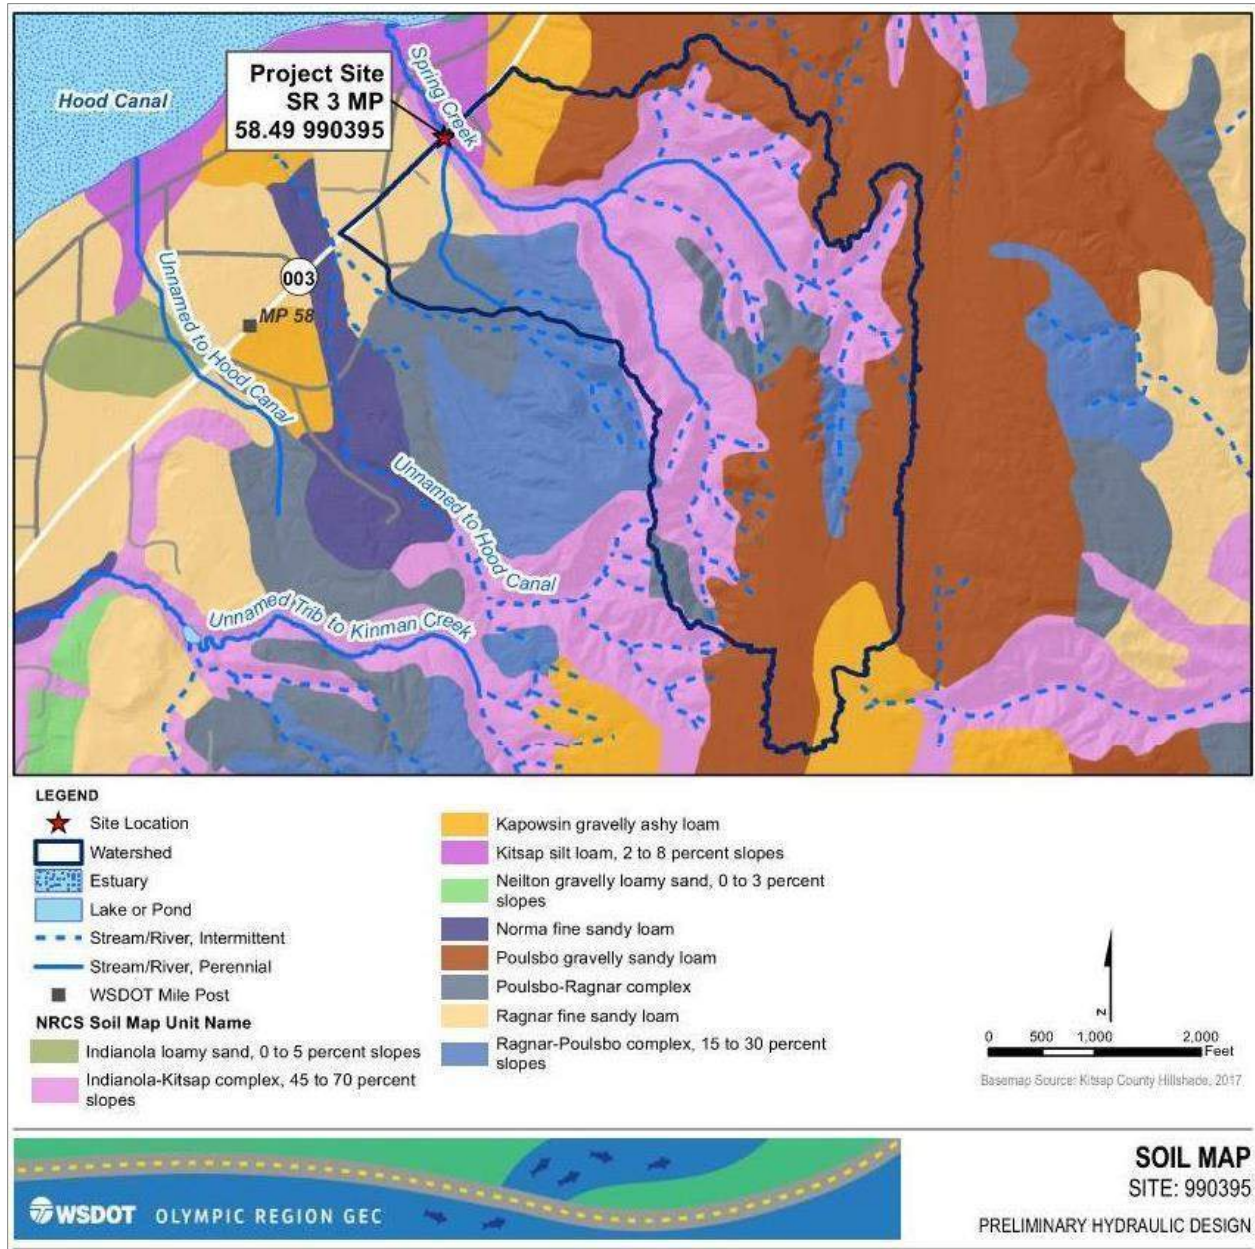 Hood Canal
Project Site
SR 3 MP
58.49 990395
Spring Creek
003
MP 58
Unnamed to Hood Canal
Unnamed to Hood Canal
Unnamed Trib to Kinman Creek
LEGEND
Site Location
Watershed
Estuary
Lake or Pond
Stream/River, Intermittent
Stream/River, Perennial
WSDOT Mile Post
NRCS Soil Map Unit Name
Indianola loamy sand, 0 to 5 percent slopes
Indianola-Kitsap complex, 45 to 70 percent
slopes
Kapowsin gravelly ashy loam
Kitsap silt loam, 2 to 8 percent slopes
Neilton gravelly loamy sand, 0 to 3 percent
slopes
Norma fine sandy loam
Poulsbo gravelly sandy loam
Poulsbo-Ragnar complex
Ragnar fine sandy loam
Ragnar-Poulsbo complex, 15 to 30 percent
slopes
N
0 500 1,000 2,000
Feet
Basemap Source: Kitsap County Hillshade, 2017
WSDOT OLYMPIC REGION GEC
SOIL MAP
SITE: 990395
PRELIMINARY HYDRAULIC DESIGN